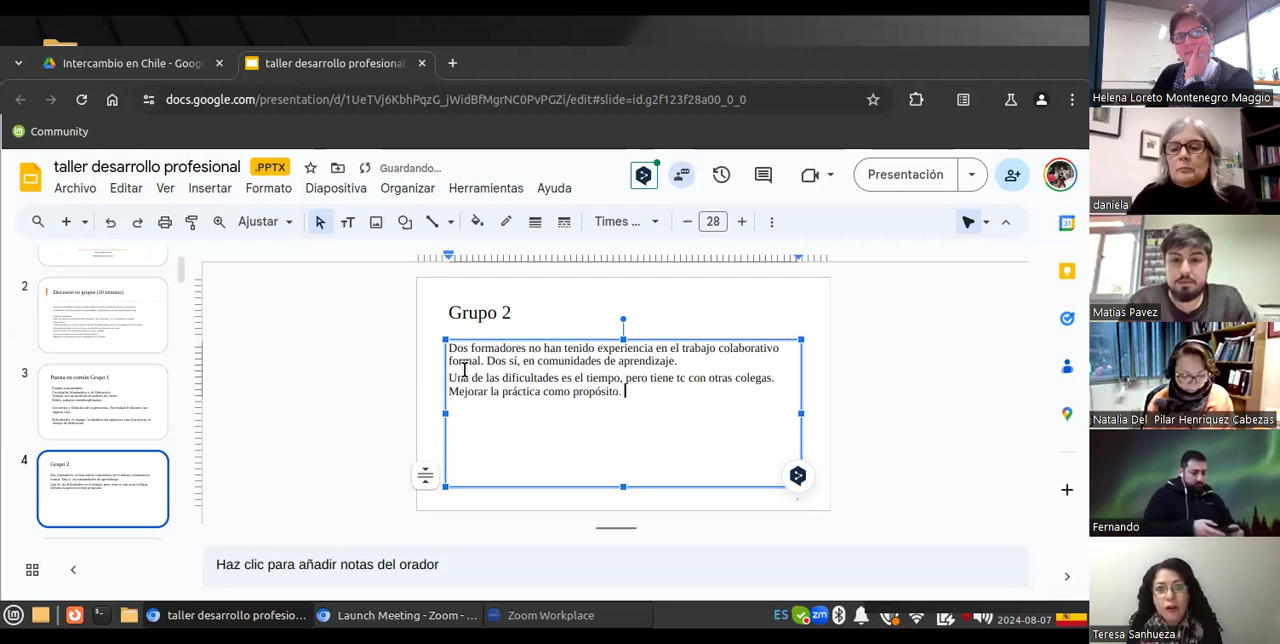 Intercambio en Chile - Goog
taller desarrollo profesional.
docs.google.com/presentation/d/1UeTVj6KbhPqzG_jWidBfMgrNC0PvPGZi/edit#slide=id.g2f123f28a00_0_0
Community
taller desarrollo profesional .PPTX Guardando...
Archivo Editar Ver Insertar Formato Diapositiva Organizar Herramientas Ayuda
Presentación
Ajustar Times ... 28
2
Discusión en grupos (20 minutos)
3
Puesta en común Grupo 1
4
Grupo 2
Grupo 2
Dos formadores no han tenido experiencia en el trabajo colaborativo
formal. Dos sí, en comunidades de aprendizaje.
Una de las dificultades es el tiempo, pero tiene tc con otras colegas.
Mejorar la práctica como propósito.
Haz clic para añadir notas del orador
taller desarrollo profesio...
Launch Meeting - Zoom - ...
Zoom Workplace
ES
zm
2024-08-07
Helena Loreto Montenegro Maggio
daniela
Matías Pavez
Natalia Del Pilar Henriquez Cabezas
Fernando
Teresa Sanhueza